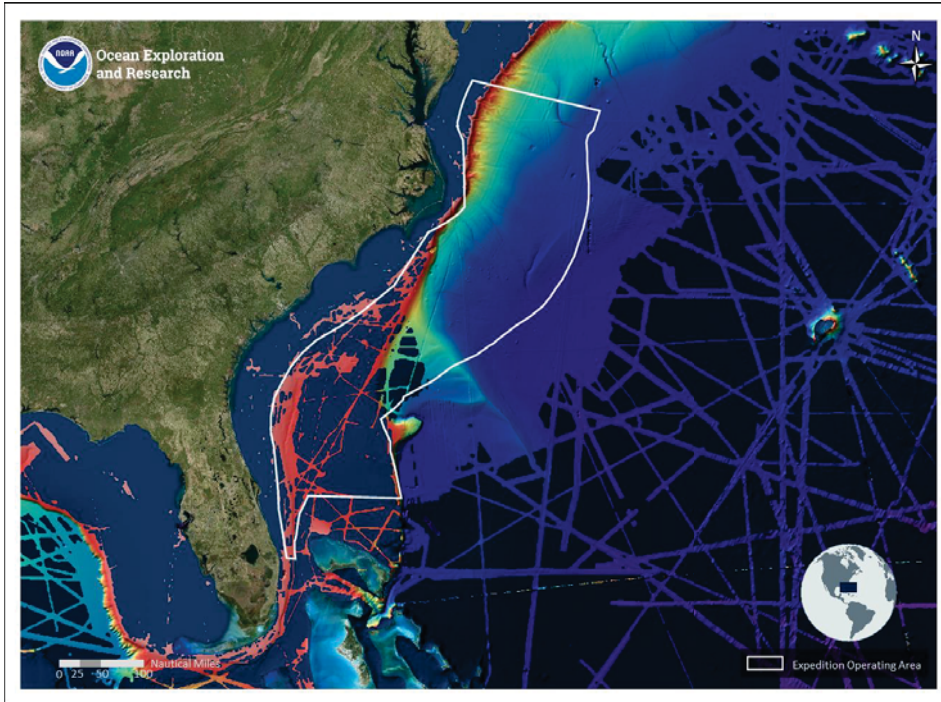 NOAA
Ocean Exploration
and Research
N
Nautical Miles
0 25 50 100
Expedition Operating Area